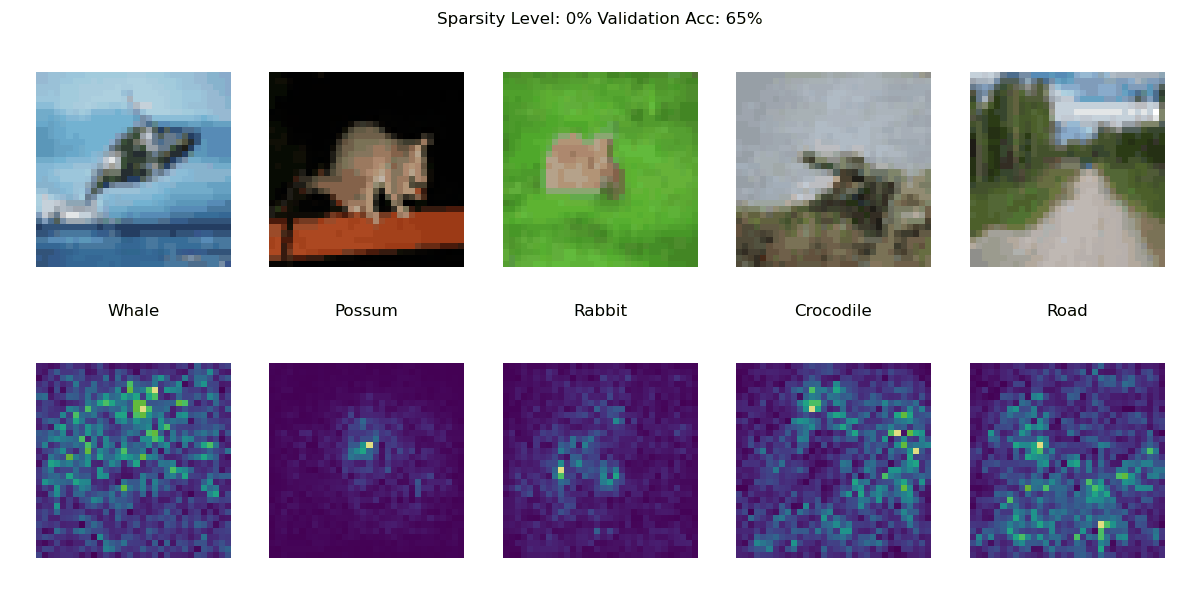 Sparsity Level: 0% Validation Acc: 65%
Whale
Possum
Rabbit
Crocodile
Road